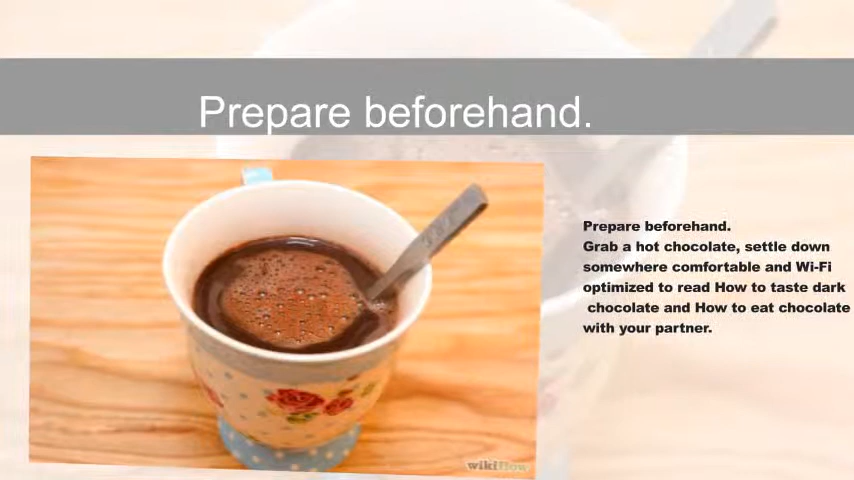 Prepare beforehand.
Prepare beforehand.
Grab a hot chocolate, settle down
somewhere comfortable and Wi-Fi
optimized to read How to taste dark
chocolate and How to eat chocolate
with your partner.
wikiHow